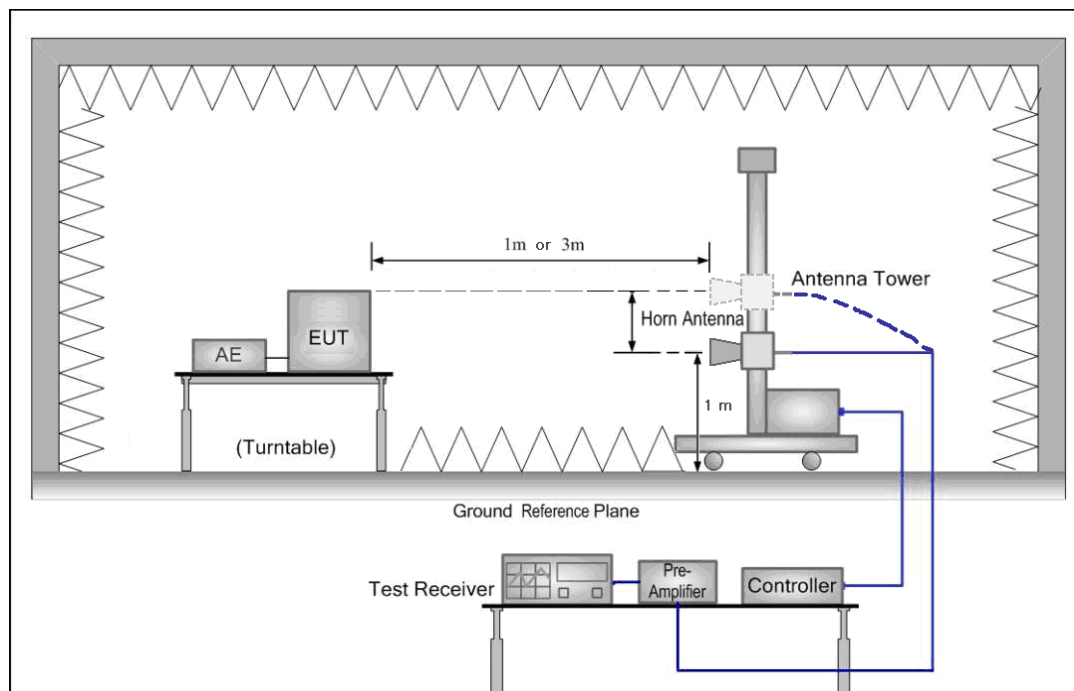 1m or 3m
Antenna Tower
Horn Antenna
EUT
AE
1 m
(Turntable)
Ground Reference Plane
Test Receiver
Pre-
Amplifier
Controller